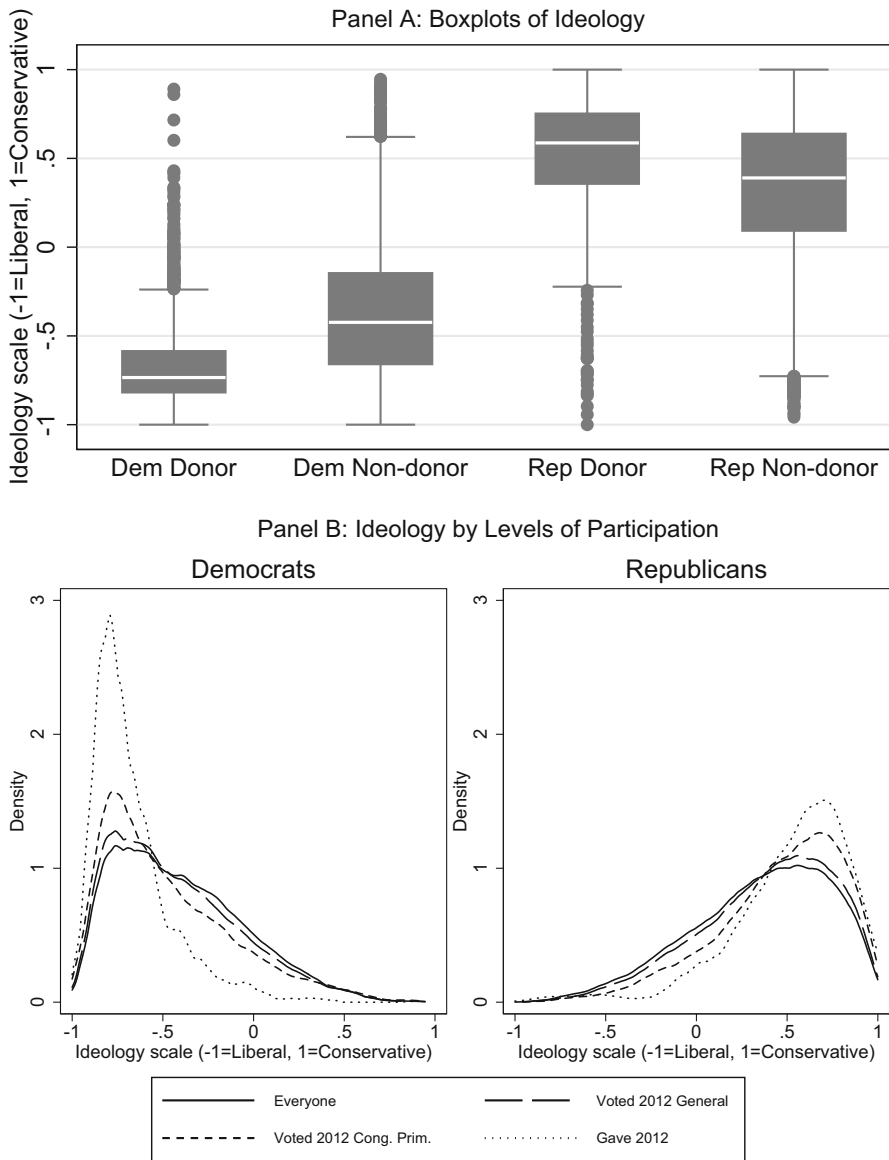 Panel A: Boxplots of Ideology
Ideology scale (-1=Liberal, 1=Conservative)
1
.5
0
-.5
-1
Dem Donor Dem Non-donor Rep Donor Rep Non-donor
Panel B: Ideology by Levels of Participation
Democrats Republicans
Density
3
2
1
0
-1 -.5 0 .5 1
Ideology scale (-1=Liberal, 1=Conservative)
Density
3
2
1
0
-1 -.5 0 .5 1
Ideology scale (-1=Liberal, 1=Conservative)
Everyone Voted 2012 General
Voted 2012 Cong. Prim. Gave 2012